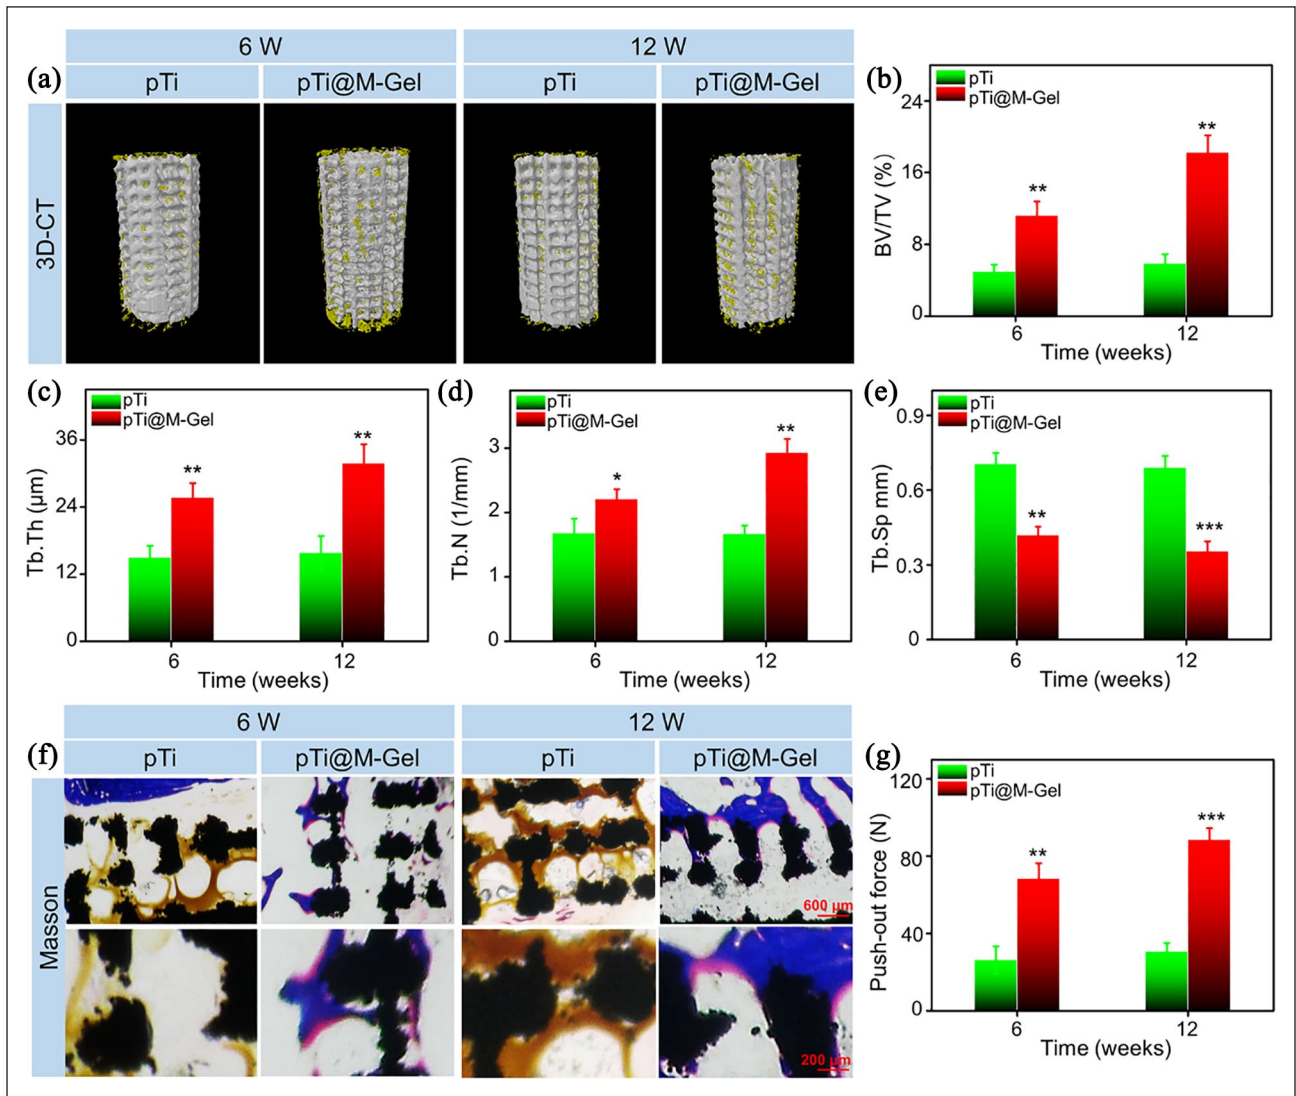 6 W 12 W
(a) pTi pTi@M-Gel pTi pTi@M-Gel
3D-CT
(b)
pTi
pTi@M-Gel
24
16
8
0
BV/TV (%)
**
**
6 12
Time (weeks)
(c)
pTi
pTi@M-Gel
36
24
12
0
Tb.Th (μm)
**
**
6 12
Time (weeks)
(d)
pTi
pTi@M-Gel
3
2
1
0
Tb.N (1/mm)
*
**
6 12
Time (weeks)
(e)
pTi
pTi@M-Gel
0.9
0.6
0.3
0
Tb.Sp mm)
**
***
6 12
Time (weeks)
6 W 12 W
(f) pTi pTi@M-Gel pTi pTi@M-Gel
Masson
600 μm
200 μm
(g)
pTi
pTi@M-Gel
120
80
40
0
Push-out force (N)
**
***
6 12
Time (weeks)